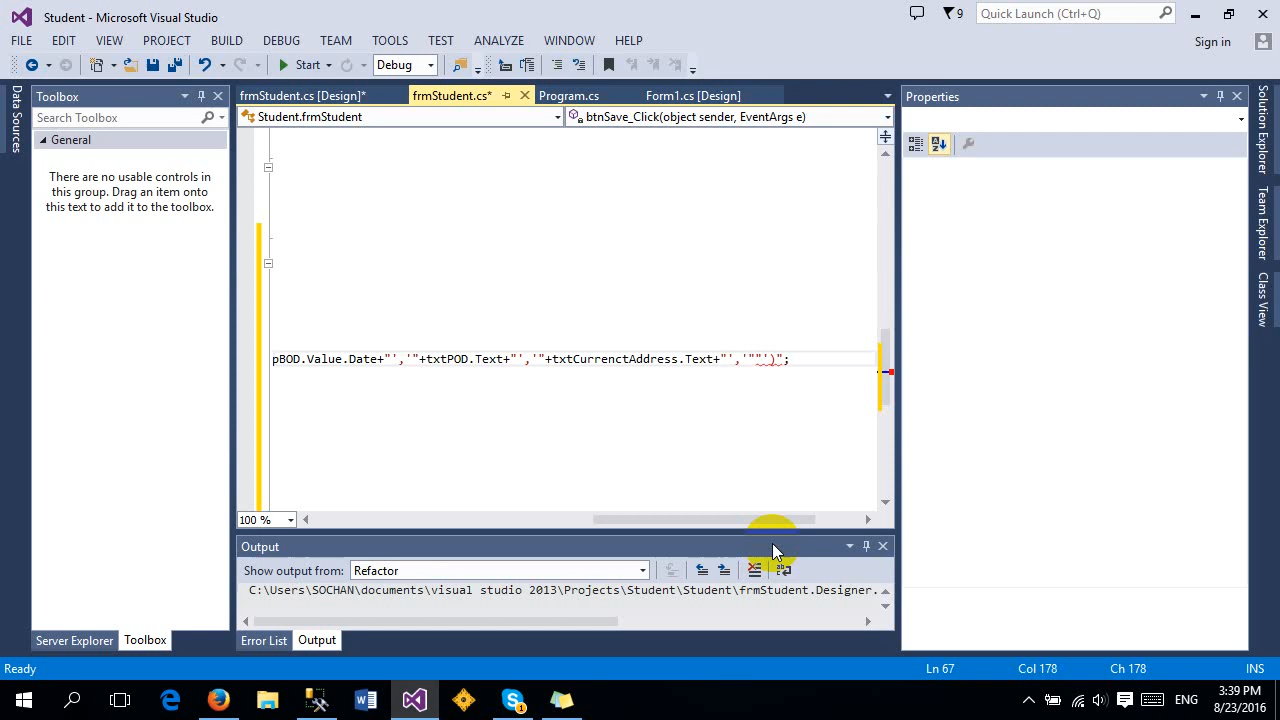 Student - Microsoft Visual Studio
9
Quick Launch (Ctrl+Q)
FILE EDIT VIEW PROJECT BUILD DEBUG TEAM TOOLS TEST ANALYZE WINDOW HELP
Sign in
Start Debug
Data Sources
Toolbox
Search Toolbox
General
There are no usable controls in
this group. Drag an item onto
this text to add it to the toolbox.
Server Explorer Toolbox
frmStudent.cs [Design]* frmStudent.cs* Program.cs Form1.cs [Design]
Student.frmStudent btnSave_Click(object sender, EventArgs e)
pBOD.Value.Date+"','"+txtPOD.Text+"','"+txtCurrenctAddress.Text+"','""')";
100 %
Output
Show output from: Refactor
C:\Users\SOCHAN\documents\visual studio 2013\Projects\Student\Student\frmStudent.Designer.
Error List Output
Properties
Solution Explorer
Team Explorer
Class View
Ready Ln 67 Col 178 Ch 178 INS
ENG
3:39 PM
8/23/2016